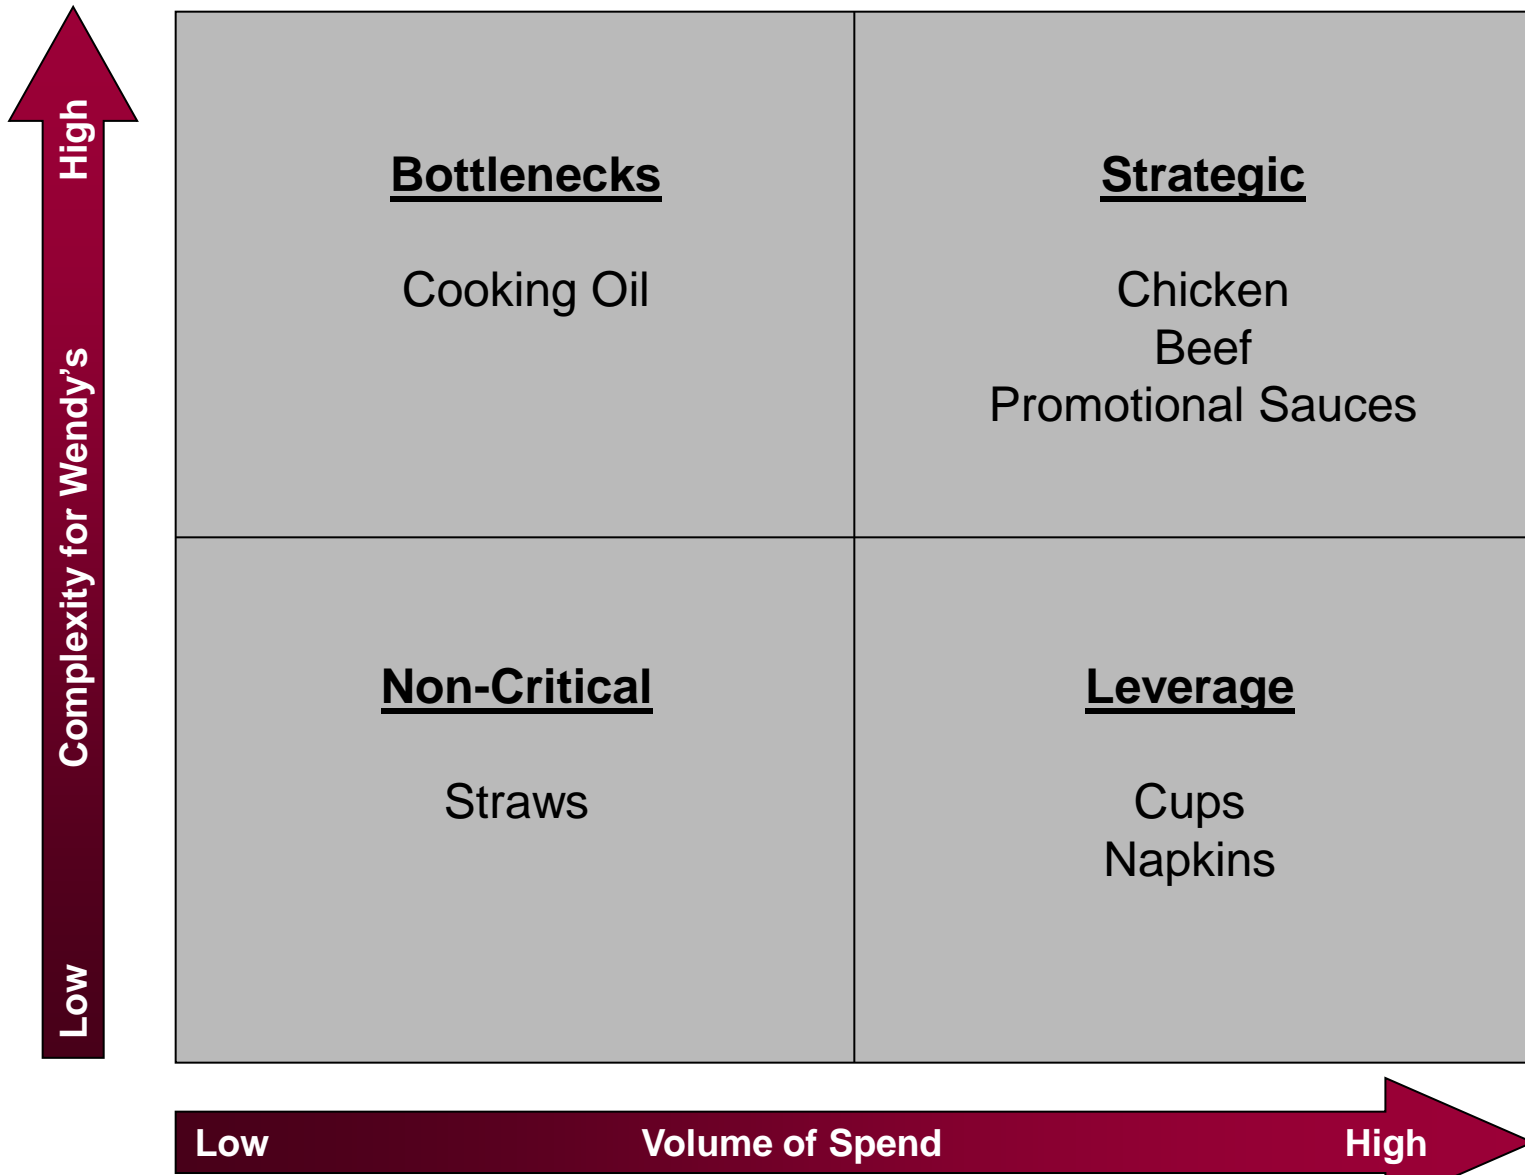 High
Complexity for Wendy’s
Low
Bottlenecks
Cooking Oil
Strategic
Chicken
Beef
Promotional Sauces
Non-Critical
Straws
Leverage
Cups
Napkins
Low
Volume of Spend
High